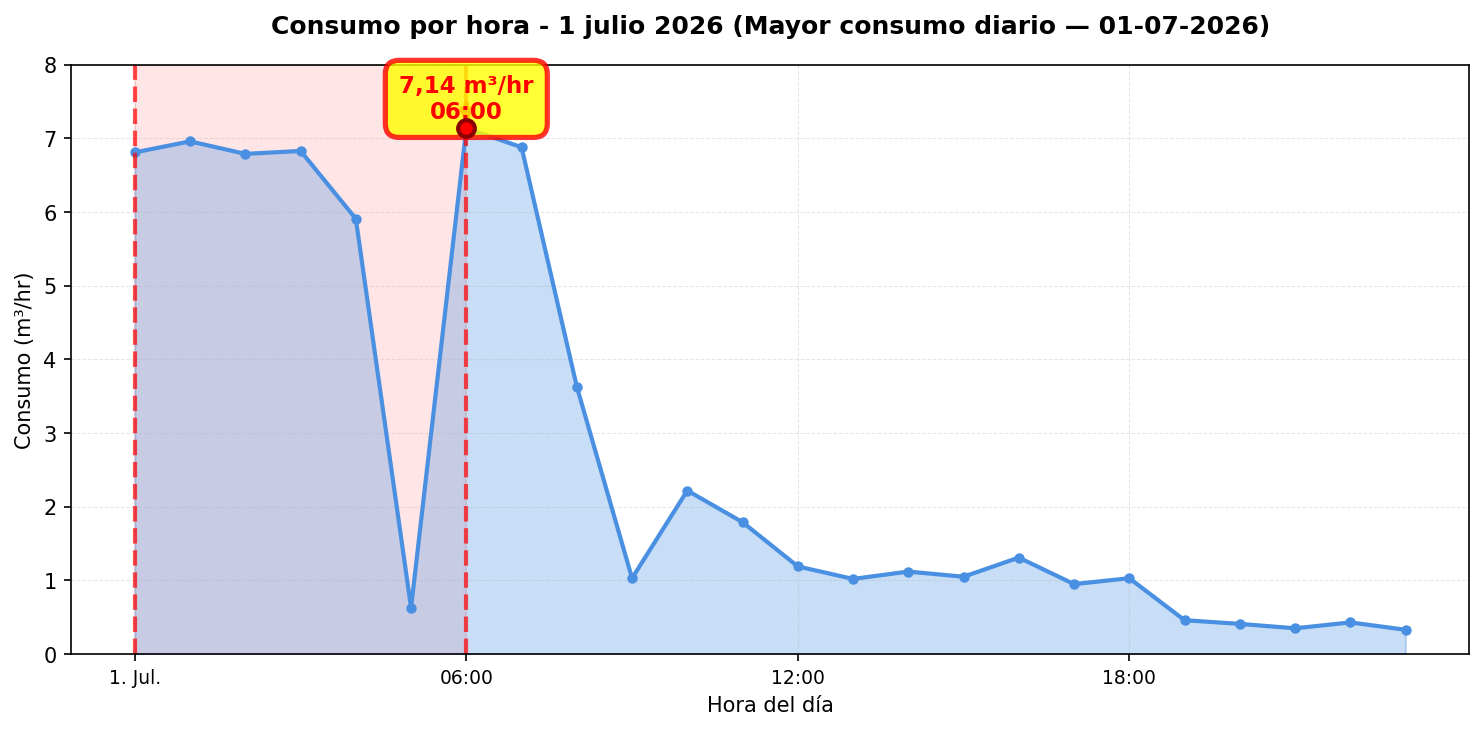 Consumo por hora - 1 julio 2026 (Mayor consumo diario — 01-07-2026)
7,14 m³/hr
06:00
8
7
6
5
4
3
2
1
0
Consumo (m³/hr)
1. Jul.
06:00
12:00
18:00
Hora del día